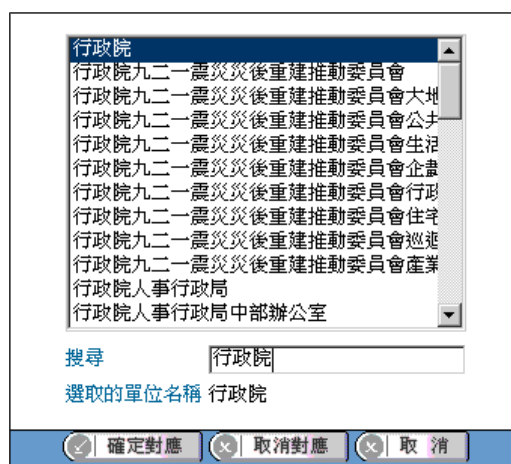 行政院
行政院九二一震災災後重建推動委員會
行政院九二一震災災後重建推動委員會大地
行政院九二一震災災後重建推動委員會公共
行政院九二一震災災後重建推動委員會生活
行政院九二一震災災後重建推動委員會企劃
行政院九二一震災災後重建推動委員會行政
行政院九二一震災災後重建推動委員會住宅
行政院九二一震災災後重建推動委員會巡迴
行政院九二一震災災後重建推動委員會產業
行政院人事行政局
行政院人事行政局中部辦公室
搜尋 行政院
選取的單位名稱 行政院
確定對應 取消對應 取 消